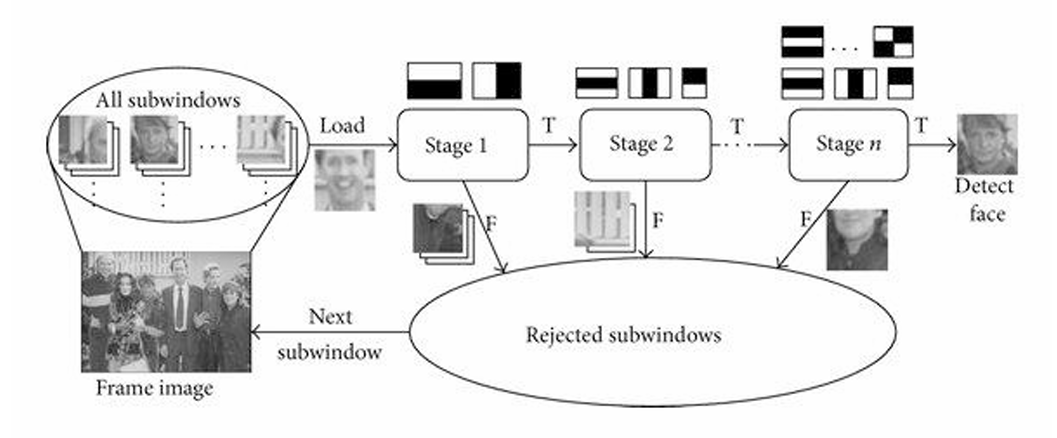 All subwindows
Load
Stage 1
T
Stage 2
T
Stage n
T
Detect
face
F
F
F
Next
subwindow
Rejected subwindows
Frame image